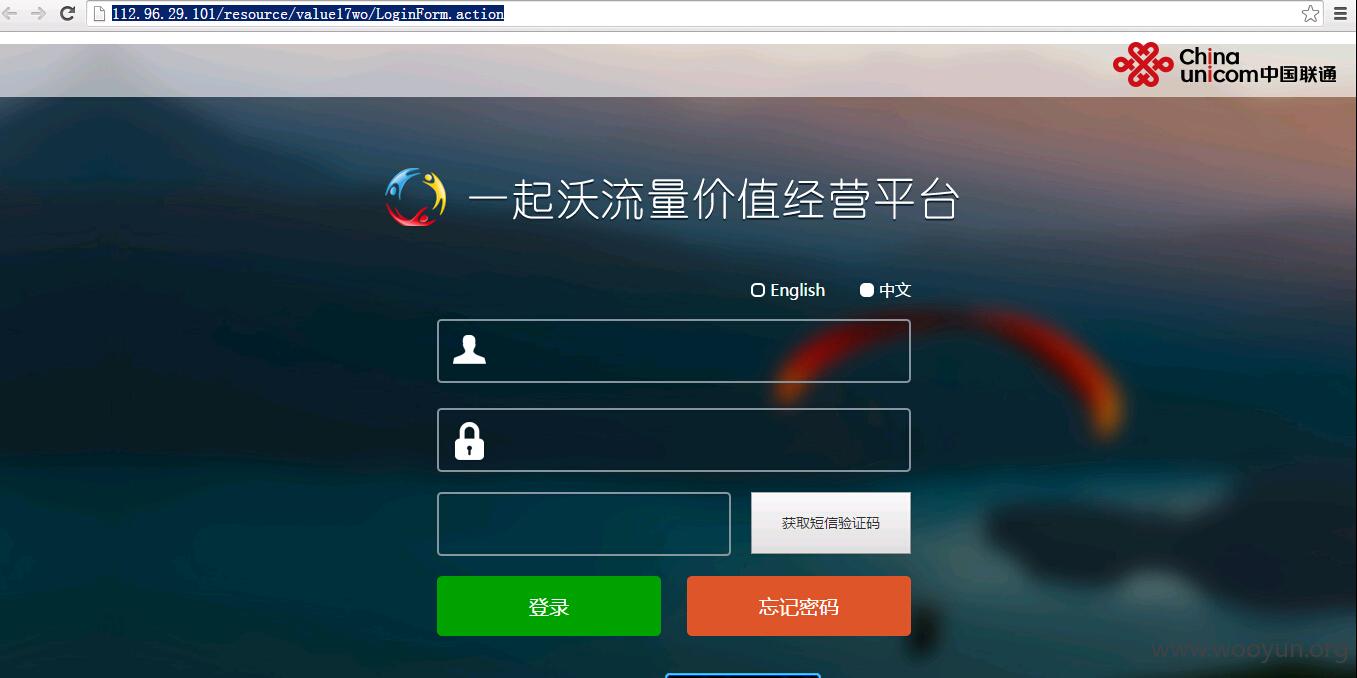 112.96.29.101/resource/value17wo/LoginForm.action
China
unicom中国联通
一起沃流量价值经营平台
English 中文
获取短信验证码
登录 忘记密码
www.wooyun.org